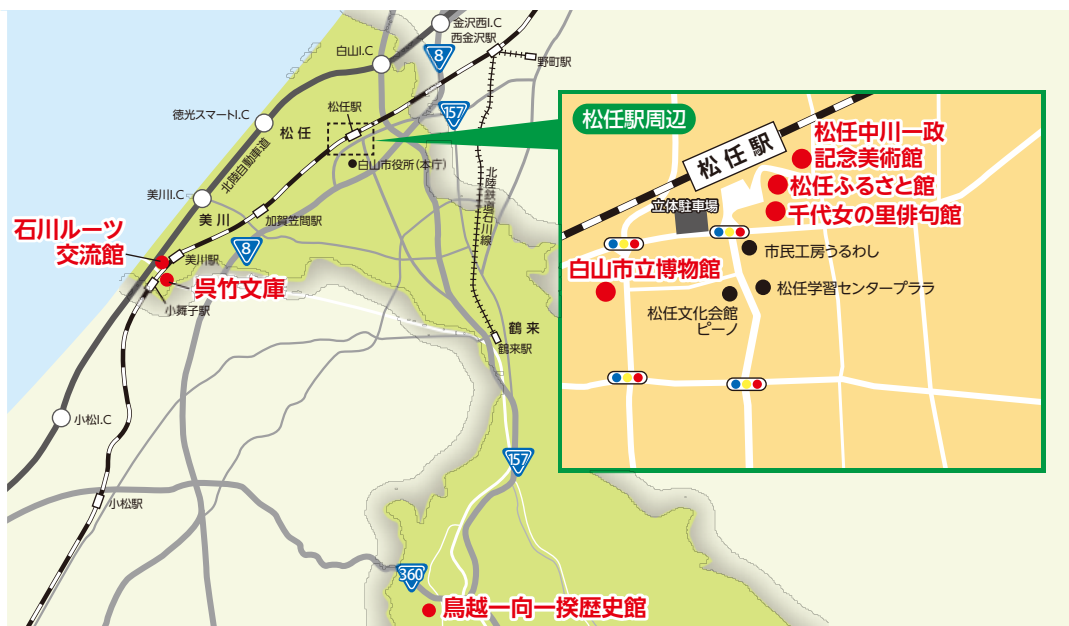 金沢西I.C
西金沢駅
白山I.C
8
野町駅
徳光スマートI.C
松任駅
157
松任
白山市役所(本庁)
北陸自動車道
北陸鉄道石川線
美川I.C
美川
加賀笠間駅
石川ルーツ
交流館
8
美川駅
呉竹文庫
小舞子駅
鶴来
鶴来駅
小松I.C
157
小松駅
360
鳥越一向一揆歴史館
松任駅周辺
松任駅
松任中川一政
記念美術館
松任ふるさと館
立体駐車場
千代女の里俳句館
市民工房うるわし
白山市立博物館
松任学習センタープララ
松任文化会館
ピーノ